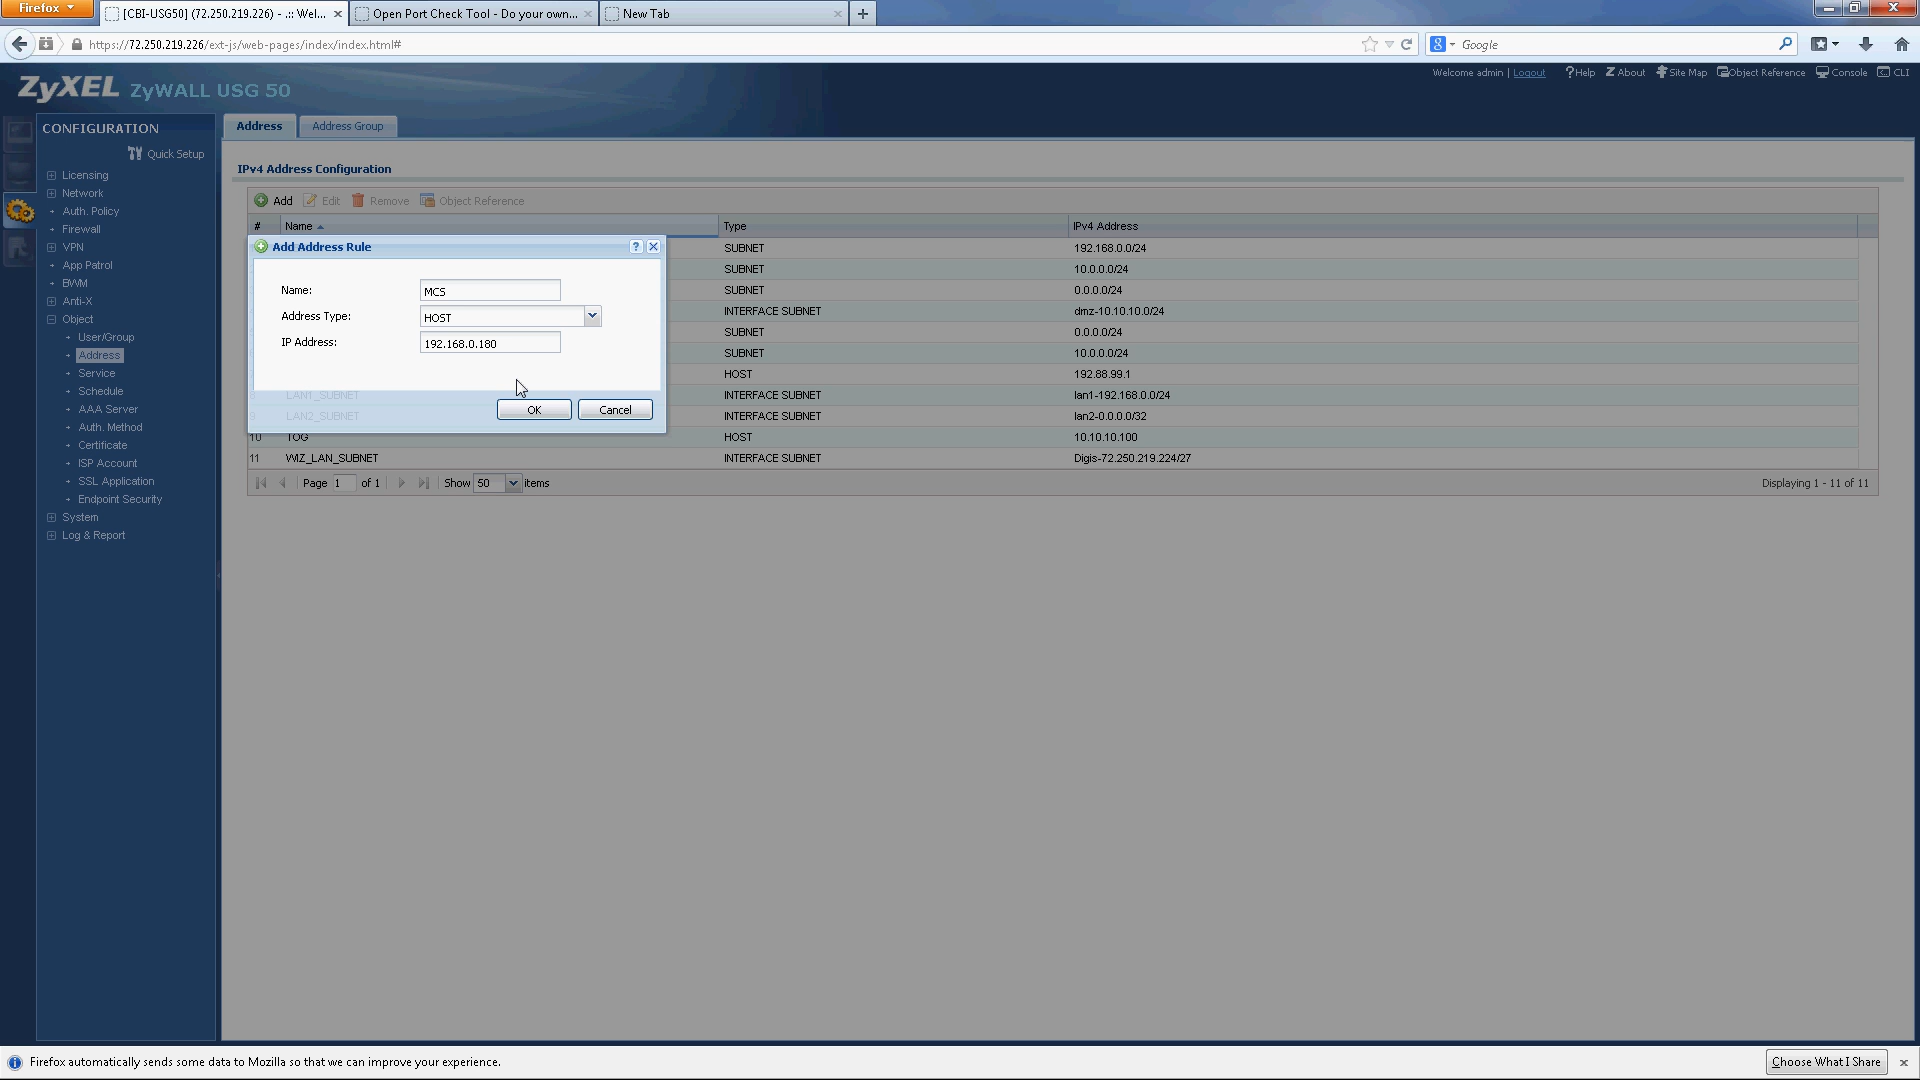 Firefox
[CBI-USG50] (72.250.219.226) - .:: Wel...
Open Port Check Tool - Do your own...
New Tab
https://72.250.219.226/ext-js/web-pages/index/index.html#
Google
ZyXEL ZyWALL USG 50
Welcome admin | Logout ?Help Z About Site Map Object Reference Console CLI
CONFIGURATION
Quick Setup
Licensing
Network
Auth. Policy
Firewall
VPN
App Patrol
BWM
Anti-X
Object
User/Group
Address
Service
Schedule
AAA Server
Auth. Method
Certificate
ISP Account
SSL Application
Endpoint Security
System
Log & Report
Address Address Group
IPv4 Address Configuration
Add Edit Remove Object Reference
# Name Type IPv4 Address
SUBNET 192.168.0.0/24
SUBNET 10.0.0.0/24
SUBNET 0.0.0.0/24
INTERFACE SUBNET dmz-10.10.10.0/24
SUBNET 0.0.0.0/24
SUBNET 10.0.0.0/24
HOST 192.88.99.1
8 LAN1_SUBNET INTERFACE SUBNET lan1-192.168.0.0/24
9 LAN2_SUBNET INTERFACE SUBNET lan2-0.0.0.0/32
10 TOG HOST 10.10.10.100
11 WIZ_LAN_SUBNET INTERFACE SUBNET Digis-72.250.219.224/27
Page 1 of 1 Show 50 items
Displaying 1 - 11 of 11
Add Address Rule
Name: MCS
Address Type: HOST
IP Address: 192.168.0.180
OK Cancel
Firefox automatically sends some data to Mozilla so that we can improve your experience.
Choose What I Share